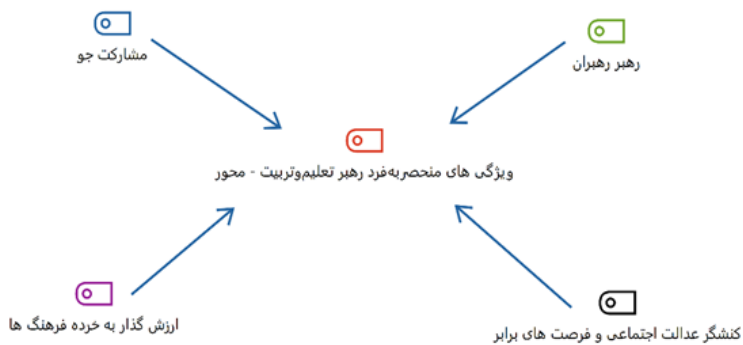 رهبر رهبران
مشارکت جو
ویژگی های منحصربه‌فرد رهبر تعلیم‌وتربیت - محور
کنشگر عدالت اجتماعی و فرصت های برابر
ارزش گذار به خرده فرهنگ ها